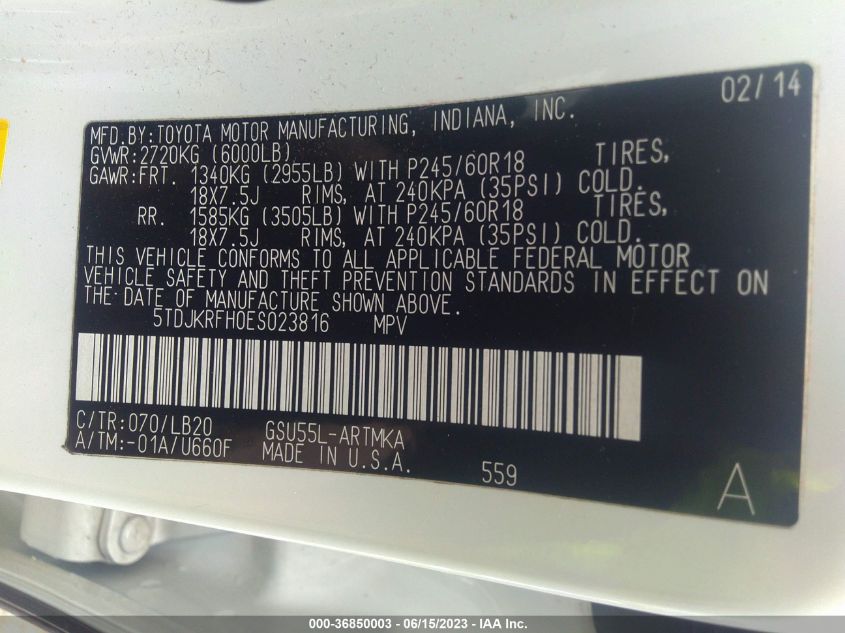 02/14
MFD.BY:TOYOTA MOTOR MANUFACTURING, INDIANA, INC.
GVWR:2720KG (6000LB)
GAWR:FRT. 1340KG (2955LB) WITH P245/60R18 TIRES,
18X7.5J RIMS, AT 240KPA (35PSI) COLD.
RR. 1585KG (3505LB) WITH P245/60R18 TIRES,
18X7.5J RIMS, AT 240KPA (35PSI) COLD.
THIS VEHICLE CONFORMS TO ALL APPLICABLE FEDERAL MOTOR
VEHICLE SAFETY AND THEFT PREVENTION STANDARDS IN EFFECT ON
THE DATE OF MANUFACTURE SHOWN ABOVE.
5TDJKRFH0ES023816 MPV
C/TR:070/LB20 GSU55L-ARTMKA
A/TM:-01A/U660F MADE IN U.S.A.
559
A
000-36850003 - 06/15/2023 - IAA Inc.